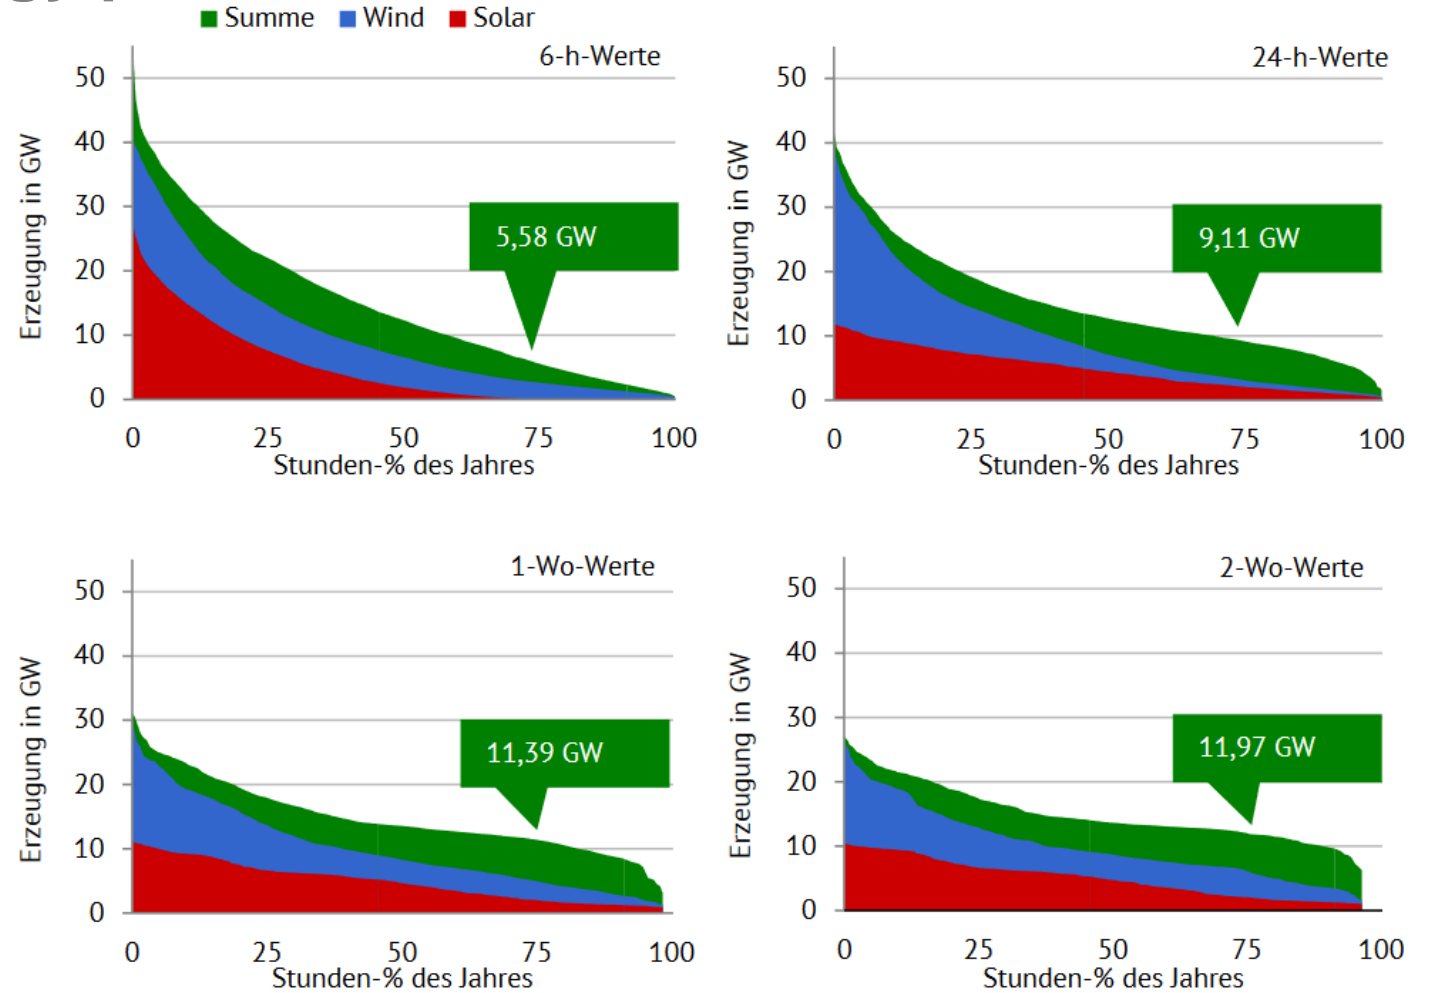 Summe Wind Solar
6-h-Werte
Erzeugung in GW
50
40
30
20
10
0
5,58 GW
0 25 50 75 100
Stunden-% des Jahres
24-h-Werte
Erzeugung in GW
50
40
30
20
10
0
9,11 GW
0 25 50 75 100
Stunden-% des Jahres
1-Wo-Werte
Erzeugung in GW
50
40
30
20
10
0
11,39 GW
0 25 50 75 100
Stunden-% des Jahres
2-Wo-Werte
Erzeugung in GW
50
40
30
20
10
0
11,97 GW
0 25 50 75 100
Stunden-% des Jahres